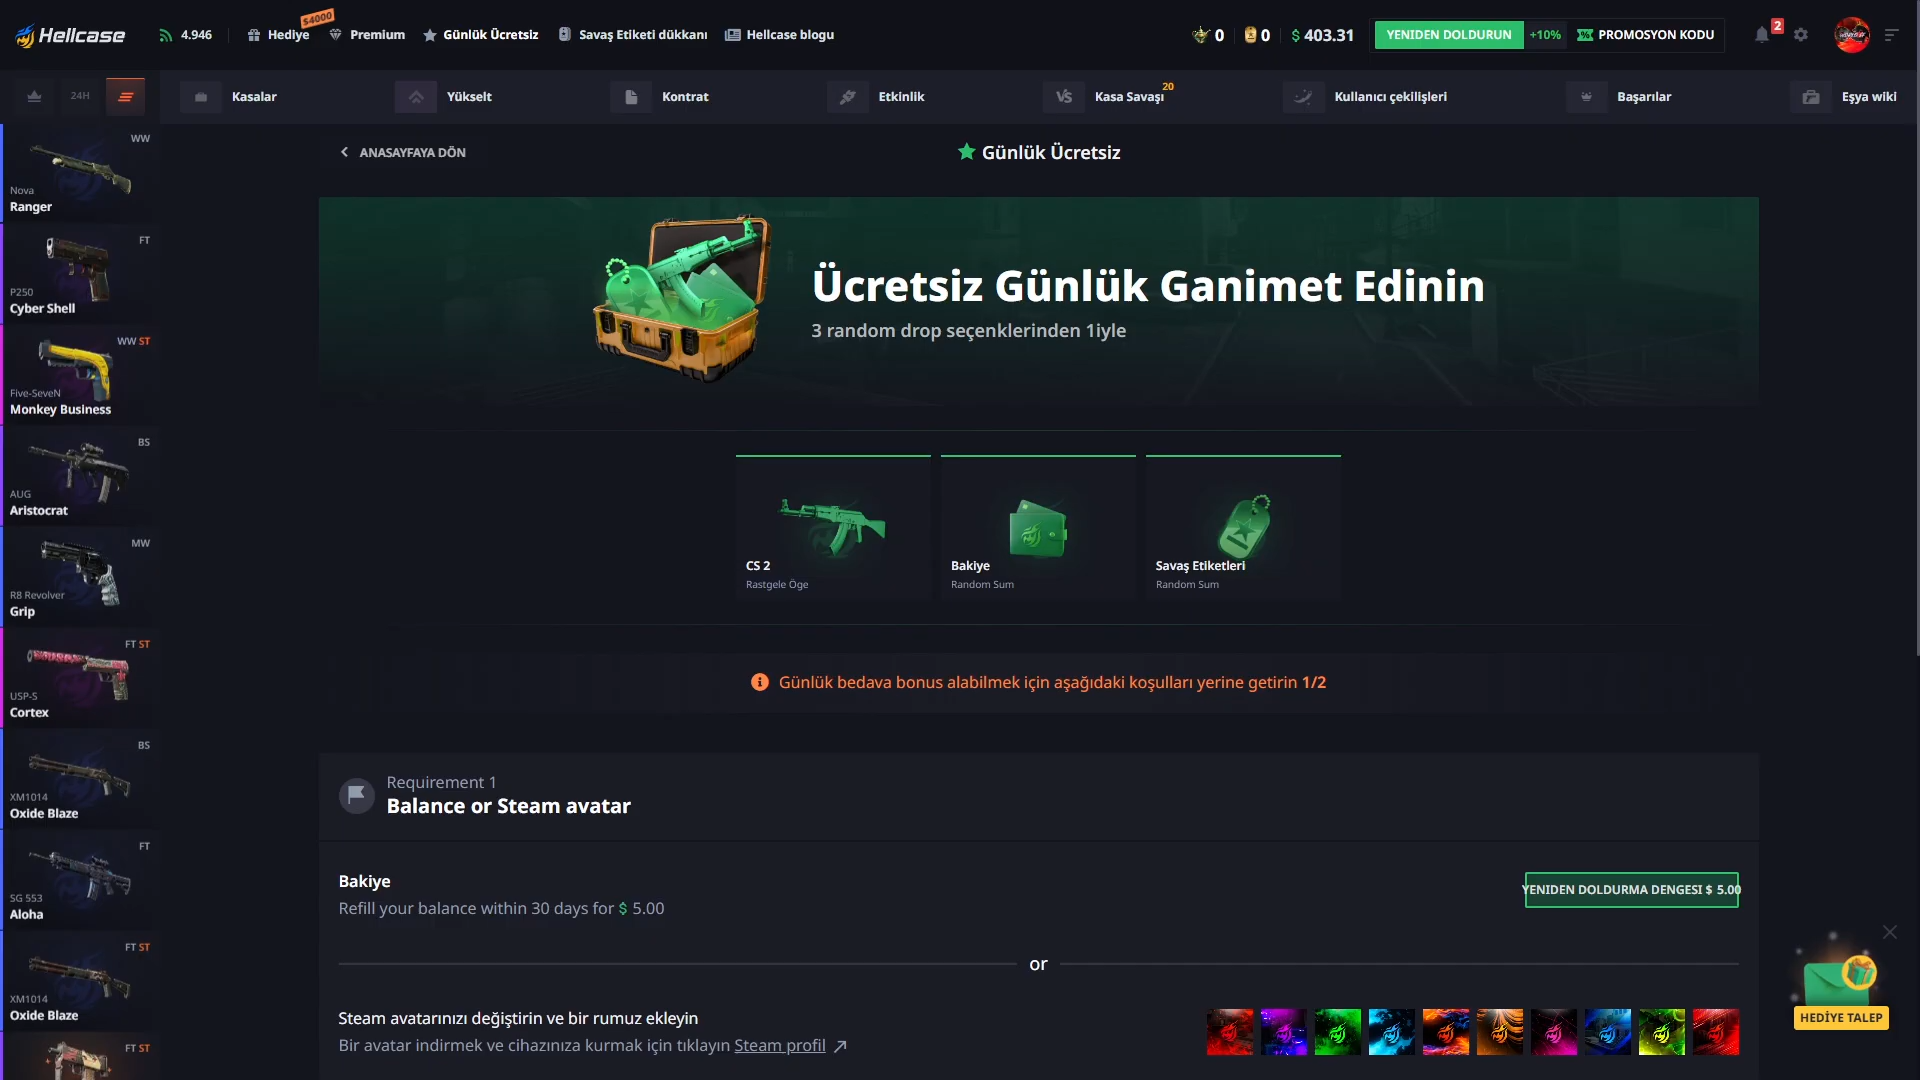 Hellcase
4.946
Hediye
$4000
Premium
Günlük Ücretsiz
Savaş Etiketi dükkanı
Hellcase blogu
0
0
$ 403.31
YENIDEN DOLDURUN
+10%
PROMOSYON KODU
2
24H
Kasalar
Yükselt
Kontrat
Etkinlik
VS
Kasa Savaşı
20
Kullanıcı çekilişleri
Başarılar
Eşya wiki
WW
Nova
Ranger
FT
P250
Cyber Shell
WW ST
Five-SeveN
Monkey Business
BS
AUG
Aristocrat
MW
R8 Revolver
Grip
FT ST
USP-S
Cortex
BS
XM1014
Oxide Blaze
FT
SG 553
Aloha
FT ST
XM1014
Oxide Blaze
FT ST
ANASAYFAYA DÖN
Günlük Ücretsiz
Ücretsiz Günlük Ganimet Edinin
3 random drop seçenklerinden 1iyle
CS 2
Rastgele Öge
Bakiye
Random Sum
Savaş Etiketleri
Random Sum
Günlük bedava bonus alabilmek için aşağıdaki koşulları yerine getirin 1/2
Requirement 1
Balance or Steam avatar
Bakiye
Refill your balance within 30 days for $ 5.00
YENIDEN DOLDURMA DENGESI $ 5.00
or
Steam avatarınızı değiştirin ve bir rumuz ekleyin
Bir avatar indirmek ve cihazınıza kurmak için tıklayın Steam profil
HEDİYE TALEP